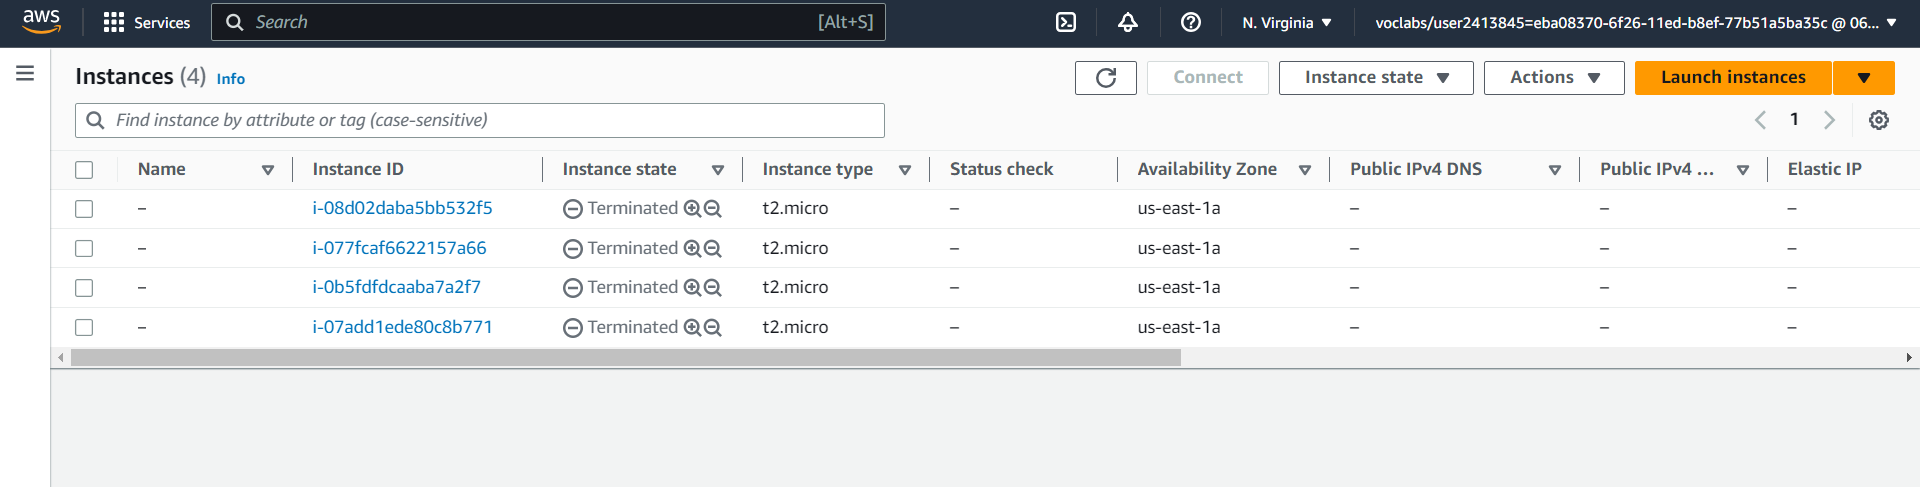 aws Services Search [Alt+S] N. Virginia voclabs/user2413845=eba08370-6f26-11ed-b8ef-77b51a5ba35c @ 06...
Instances (4) Info Connect Instance state Actions Launch instances
Find instance by attribute or tag (case-sensitive) 1
Name Instance ID Instance state Instance type Status check Availability Zone Public IPv4 DNS Public IPv4 ... Elastic IP
– i-08d02daba5bb532f5 Terminated t2.micro – us-east-1a – – –
– i-077fcaf6622157a66 Terminated t2.micro – us-east-1a – – –
– i-0b5fdfdcaaba7a2f7 Terminated t2.micro – us-east-1a – – –
– i-07add1ede80c8b771 Terminated t2.micro – us-east-1a – – –